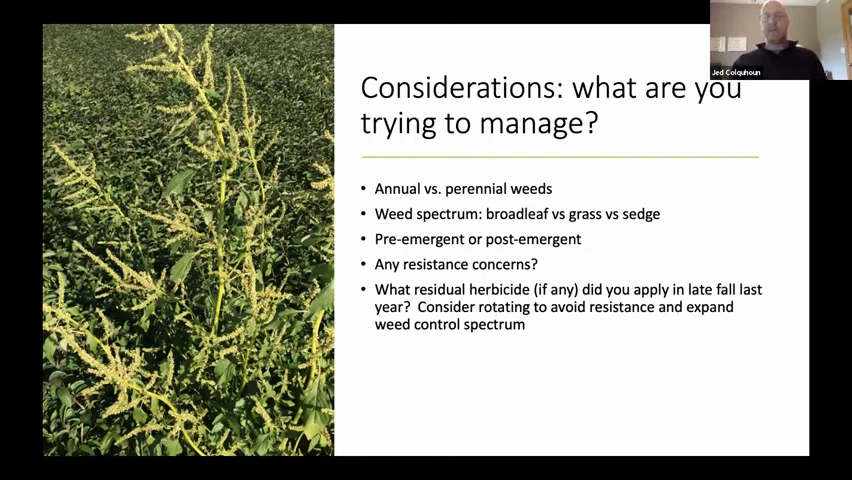 Jed Colquhoun
Considerations: what are you
trying to manage?
• Annual vs. perennial weeds
• Weed spectrum: broadleaf vs grass vs sedge
• Pre-emergent or post-emergent
• Any resistance concerns?
• What residual herbicide (if any) did you apply in late fall last
year?  Consider rotating to avoid resistance and expand
weed control spectrum